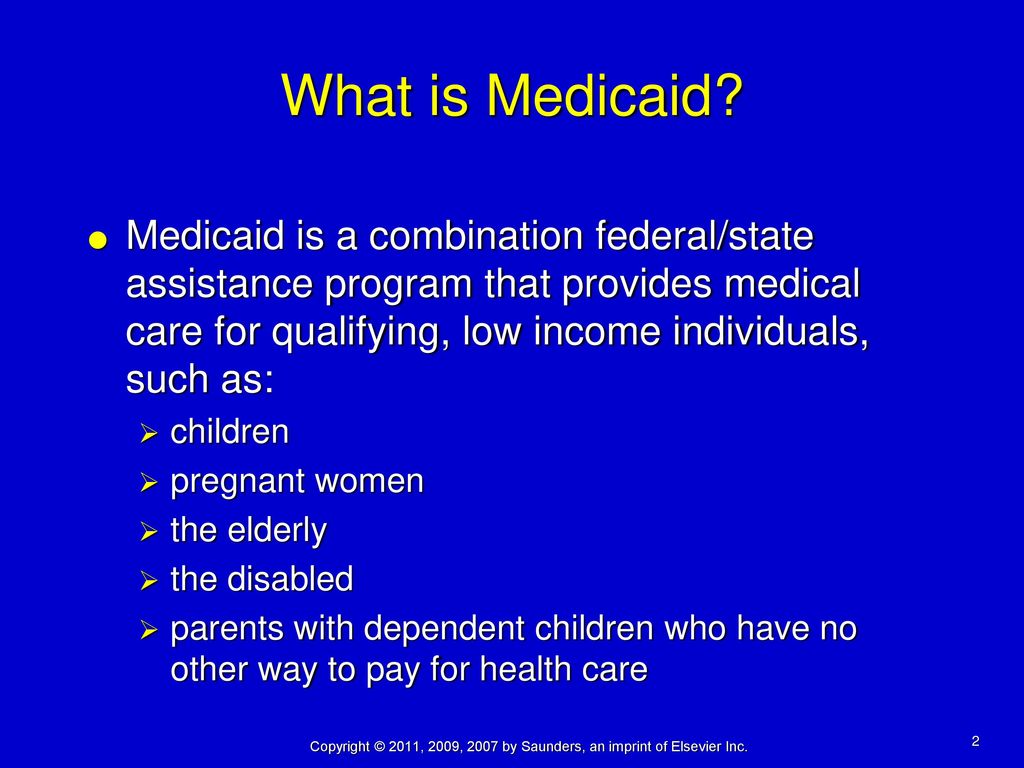 What is Medicaid?
● Medicaid is a combination federal/state
assistance program that provides medical
care for qualifying, low income individuals,
such as:
➢ children
➢ pregnant women
➢ the elderly
➢ the disabled
➢ parents with dependent children who have no
other way to pay for health care
Copyright © 2011, 2009, 2007 by Saunders, an imprint of Elsevier Inc.
2